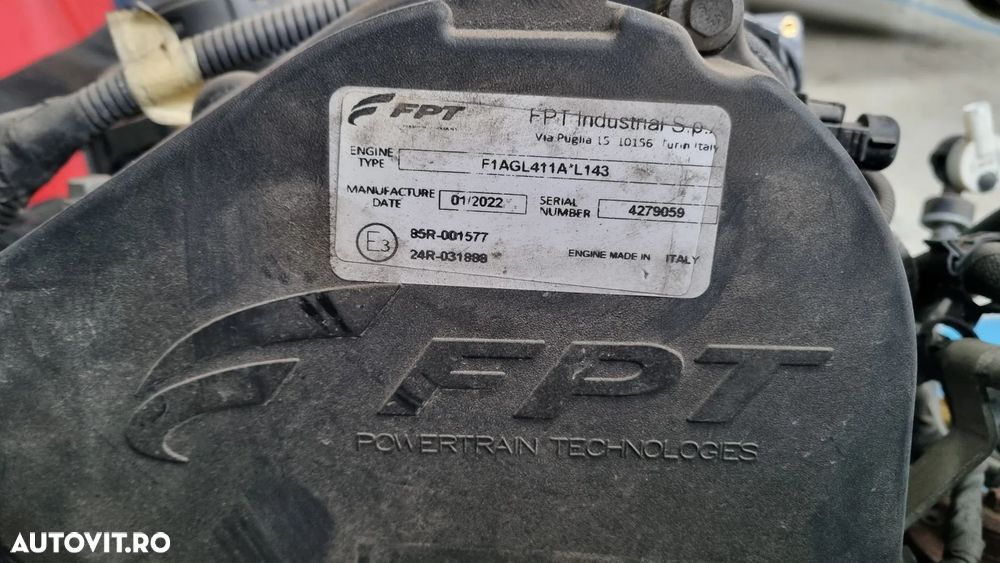 FPT
FPT Industrial S.p.
Via Puglia 15 10156 Turin Italy
ENGINE TYPE F1AGL411A*L143
MANUFACTURE DATE 01/2022 SERIAL NUMBER 4279059
E3 85R-001577
24R-031888 ENGINE MADE IN ITALY
FPT
POWERTRAIN TECHNOLOGIES
AUTOVIT.RO